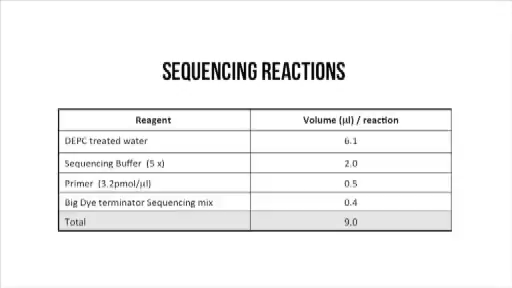 SEQUENCING REACTIONS
Reagent Volume (µl) / reaction
DEPC treated water 6.1
Sequencing Buffer (5 x) 2.0
Primer (3.2pmol/µl) 0.5
Big Dye terminator Sequencing mix 0.4
Total 9.0